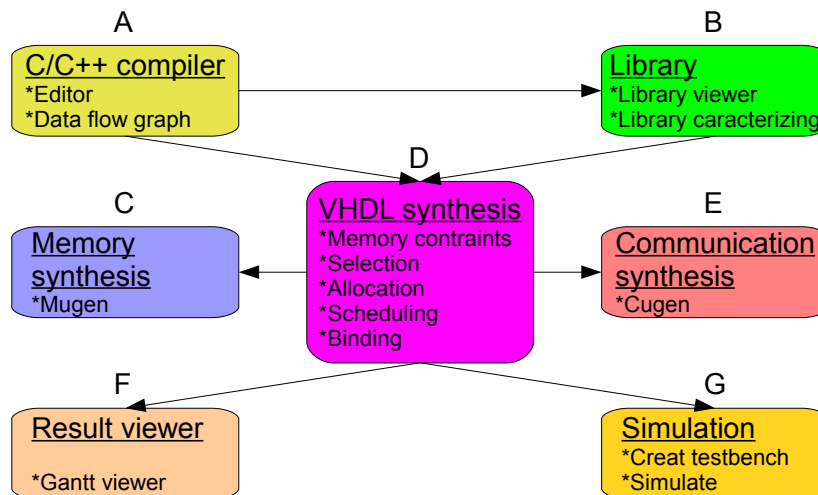 A
B
C/C++ compiler
*Editor
*Data flow graph
Library
*Library viewer
*Library caracterizing
D
VHDL synthesis
*Memory contraints
*Selection
*Allocation
*Scheduling
*Binding
C
Memory
synthesis
*Mugen
E
Communication
synthesis
*Cugen
F
Result viewer
*Gantt viewer
G
Simulation
*Creat testbench
*Simulate